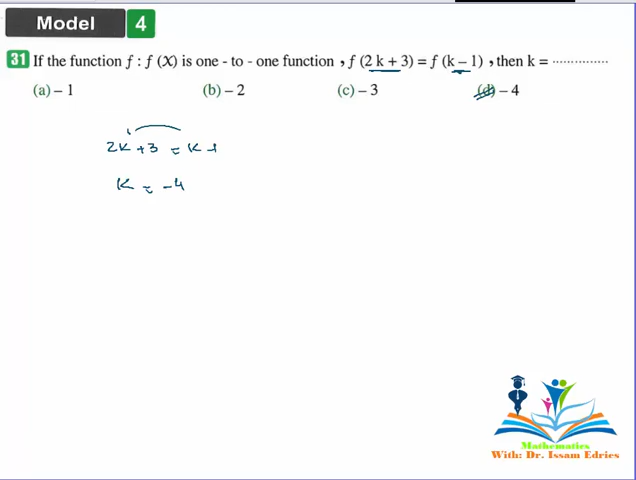 Model 4
31 If the function f : f (X) is one - to - one function , f (2 k + 3) = f (k – 1) , then k = ...............
(a) – 1 (b) – 2 (c) – 3 (d) – 4
2k + 3 = k - 1
k = - 4
Mathematics
With: Dr. Issam Edries